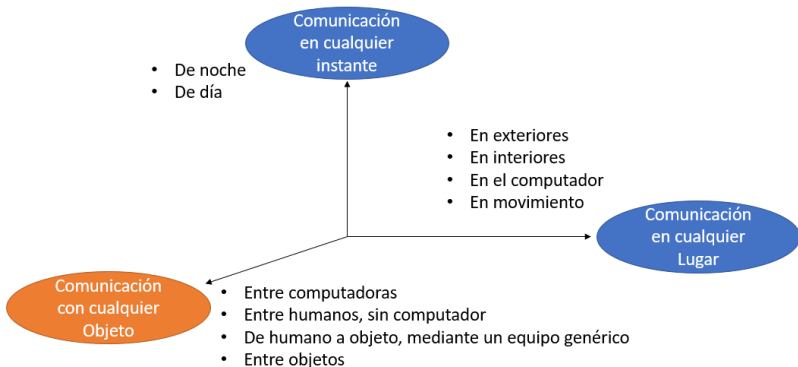 Comunicación
en cualquier
instante
• De noche
• De día
• En exteriores
• En interiores
• En el computador
• En movimiento
Comunicación
en cualquier
Lugar
Comunicación
con cualquier
Objeto
• Entre computadoras
• Entre humanos, sin computador
• De humano a objeto, mediante un equipo genérico
• Entre objetos